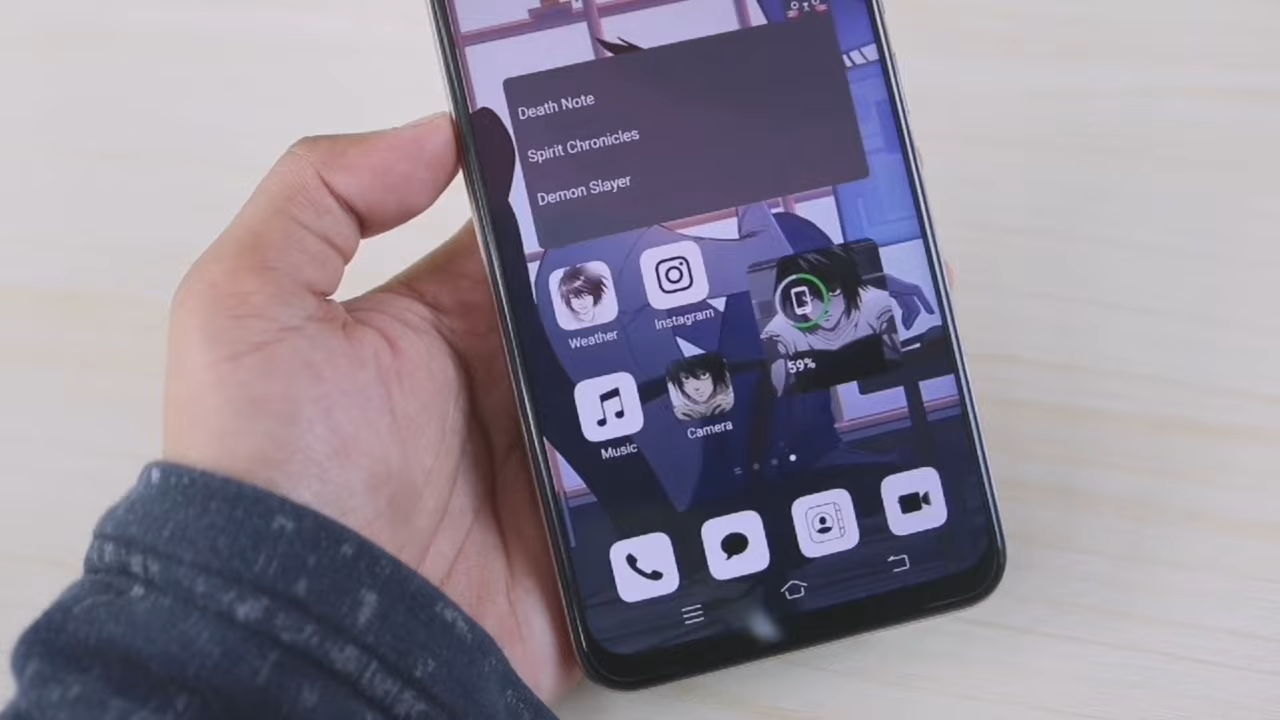 Death Note
Spirit Chronicles
Demon Slayer
Weather
Instagram
59%
Music
Camera